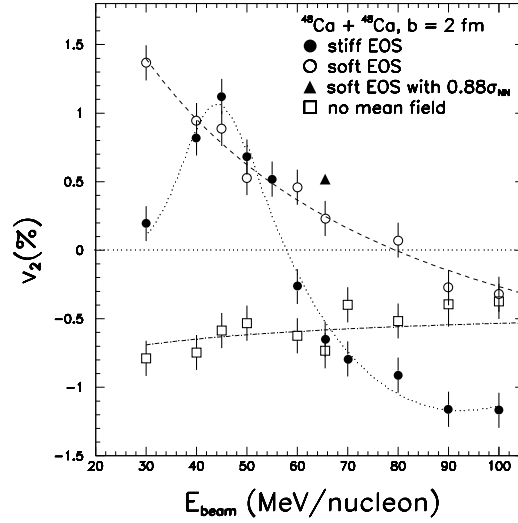 ⁴⁸Ca + ⁴⁸Ca, b = 2 fm
stiff EOS
soft EOS
soft EOS with 0.88σNN
no mean field
1.5
1
0.5
0
-0.5
-1
-1.5
v₂(%)
20 30 40 50 60 70 80 90 100
E_beam (MeV/nucleon)